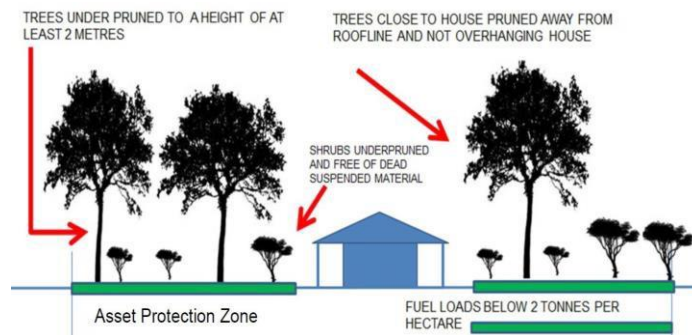 TREES UNDER PRUNED TO A HEIGHT OF AT
LEAST 2 METRES
TREES CLOSE TO HOUSE PRUNED AWAY FROM
ROOFLINE AND NOT OVERHANGING HOUSE
SHRUBS UNDERPRUNED
AND FREE OF DEAD
SUSPENDED MATERIAL
Asset Protection Zone
FUEL LOADS BELOW 2 TONNES PER
HECTARE